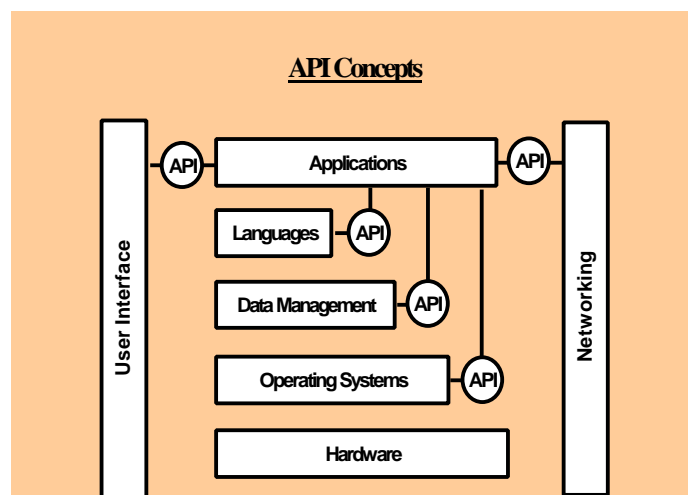 API Concepts
API
Applications
API
Languages
API
Data Management
API
Operating Systems
API
Hardware
User Interface
Networking